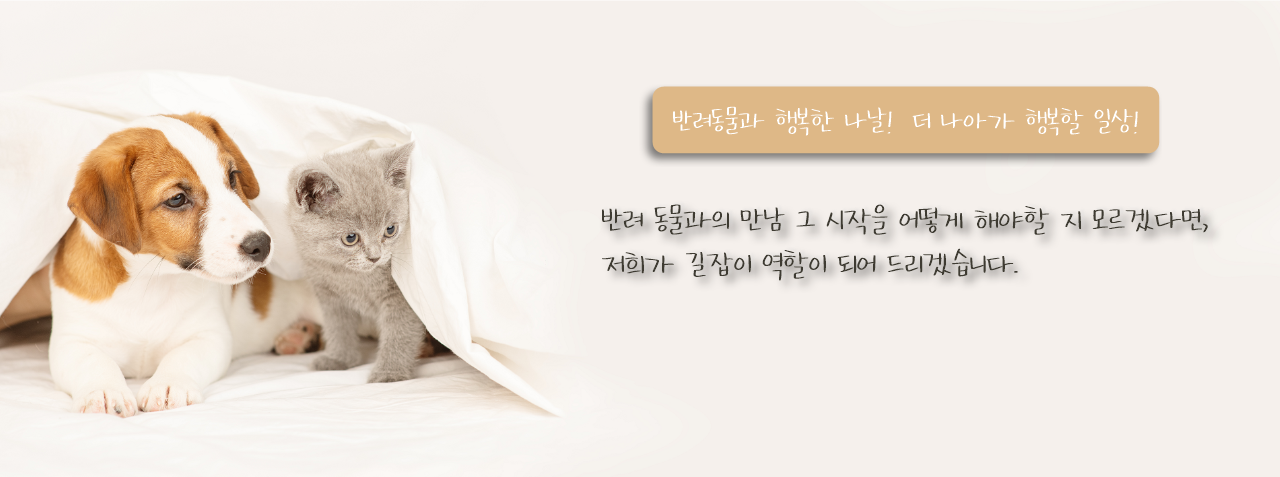 반려동물과 행복한 나날! 더 나아가 행복할 일상!
반려 동물과의 만남 그 시작을 어떻게 해야할 지 모르겠다면,
저희가 길잡이 역할이 되어 드리겠습니다.